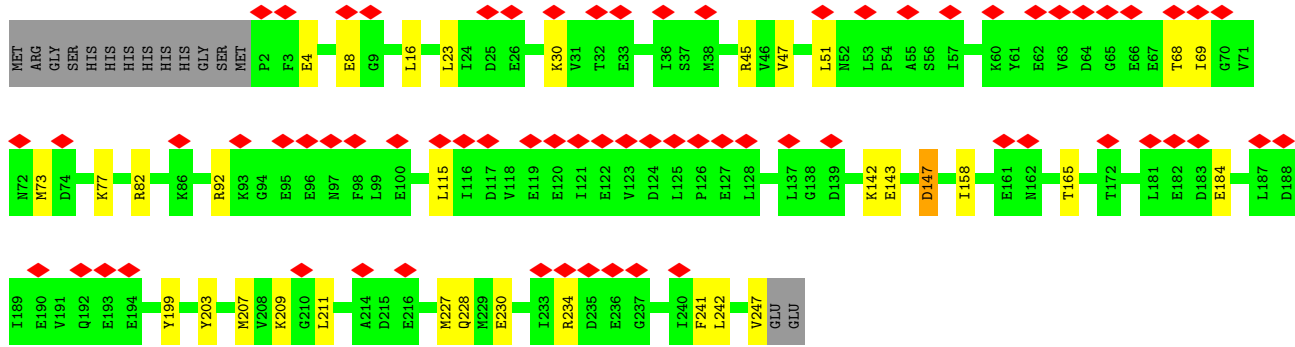 MET ARG GLY SER HIS HIS HIS HIS HIS HIS GLY SER MET P2 F3 E4 E8 G9 L16 L23 I24 D25 E26 K30 V31 T32 E33 I36 S37 M38 R45 V46 V47 L51 N52 L53 P54 A55 S56 I57 K60 Y61 E62 V63 D64 G65 E66 E67 T68 I69 G70 V71
N72 M73 D74 K77 R82 K86 R92 K93 G94 E95 E96 N97 F98 L99 E100 L115 I116 D117 V118 E119 E120 I121 E122 V123 D124 L125 P126 E127 L128 L137 G138 D139 K142 E143 D147 I158 E161 N162 T165 T172 L181 E182 D183 E184 L187 D188
I189 E190 V191 Q192 E193 E194 Y199 Y203 M207 V208 K209 G210 L211 A214 D215 E216 M227 Q228 M229 E230 I233 R234 D235 E236 G237 I240 F241 L242 V247 GLU GLU